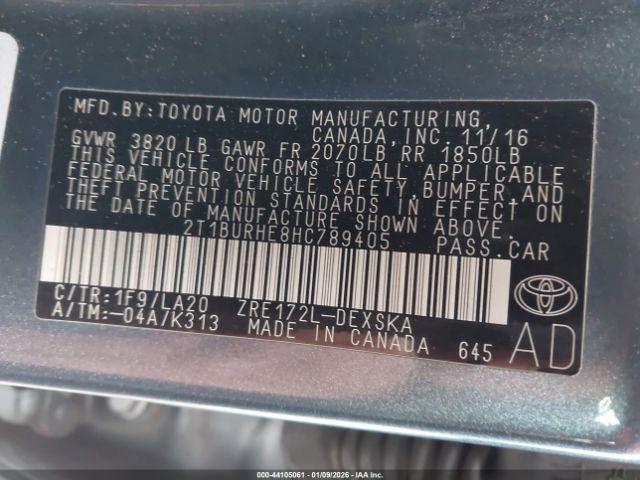 MFD. BY: TOYOTA MOTOR MANUFACTURING,
CANADA, INC. 11/16
GVWR 3820 LB GAWR FR 2070LB RR 1850LB
THIS VEHICLE CONFORMS TO ALL APPLICABLE
FEDERAL MOTOR VEHICLE SAFETY, BUMPER, AND
THEFT PREVENTION STANDARDS IN EFFECT ON
THE DATE OF MANUFACTURE SHOWN ABOVE.
2T1BURHE8HC789405 PASS. CAR
C/TR: 1F9/LA20 ZRE172L-DEXSKA
A/TM: -04A/K313 MADE IN CANADA 645
AD
TOYOTA
000-44105061 - 01/09/2026 - IAA Inc.